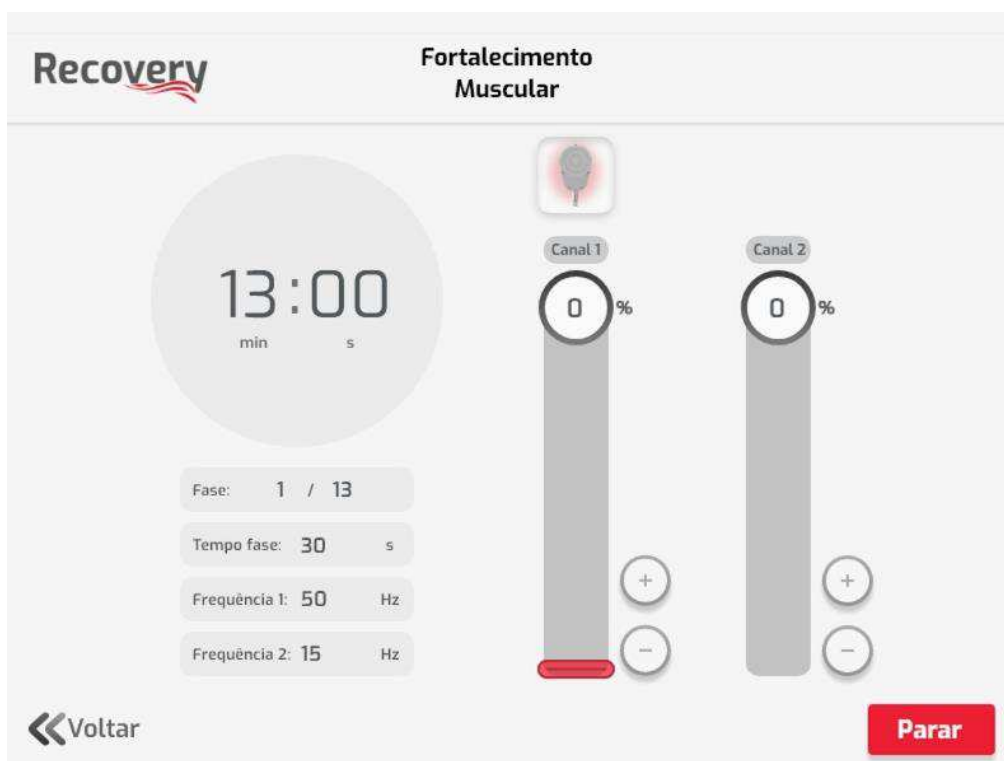 Recovery
Fortalecimento
Muscular
13:00
min s
Fase: 1 / 13
Tempo fase: 30 s
Frequência 1: 50 Hz
Frequência 2: 15 Hz
Canal 1
0 %
Canal 2
0 %
+
-
+
-
Voltar
Parar